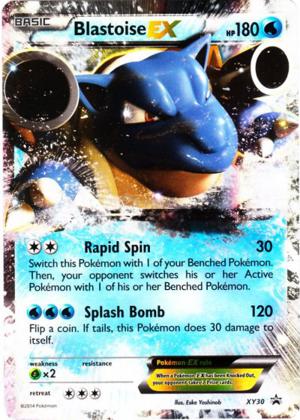 BASIC
Blastoise EX HP 180
Rapid Spin 30
Switch this Pokémon with 1 of your Benched Pokémon.
Then, your opponent switches his or her Active
Pokémon with 1 of his or her Benched Pokémon.
Splash Bomb 120
Flip a coin. If tails, this Pokémon does 30 damage to
itself.
weakness resistance
×2
Pokémon-EX rule
When a Pokémon-EX has been Knocked Out,
your opponent takes 2 Prize cards.
retreat
Illus. Eske Yoshinob
©2014 Pokémon
XY30